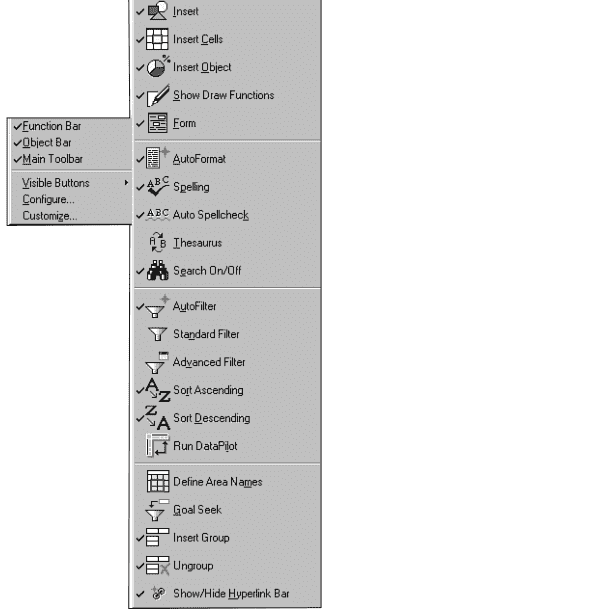 Function Bar
Object Bar
Main Toolbar
Visible Buttons
Configure...
Customize...
Insert
Insert Cells
Insert Object
Show Draw Functions
Form
AutoFormat
ABC Spelling
ABC Auto Spellcheck
A B Thesaurus
Search On/Off
AutoFilter
Standard Filter
Advanced Filter
A Z Sort Ascending
Z A Sort Descending
Run DataPilot
Define Area Names
Goal Seek
Insert Group
Ungroup
Show/Hide Hyperlink Bar